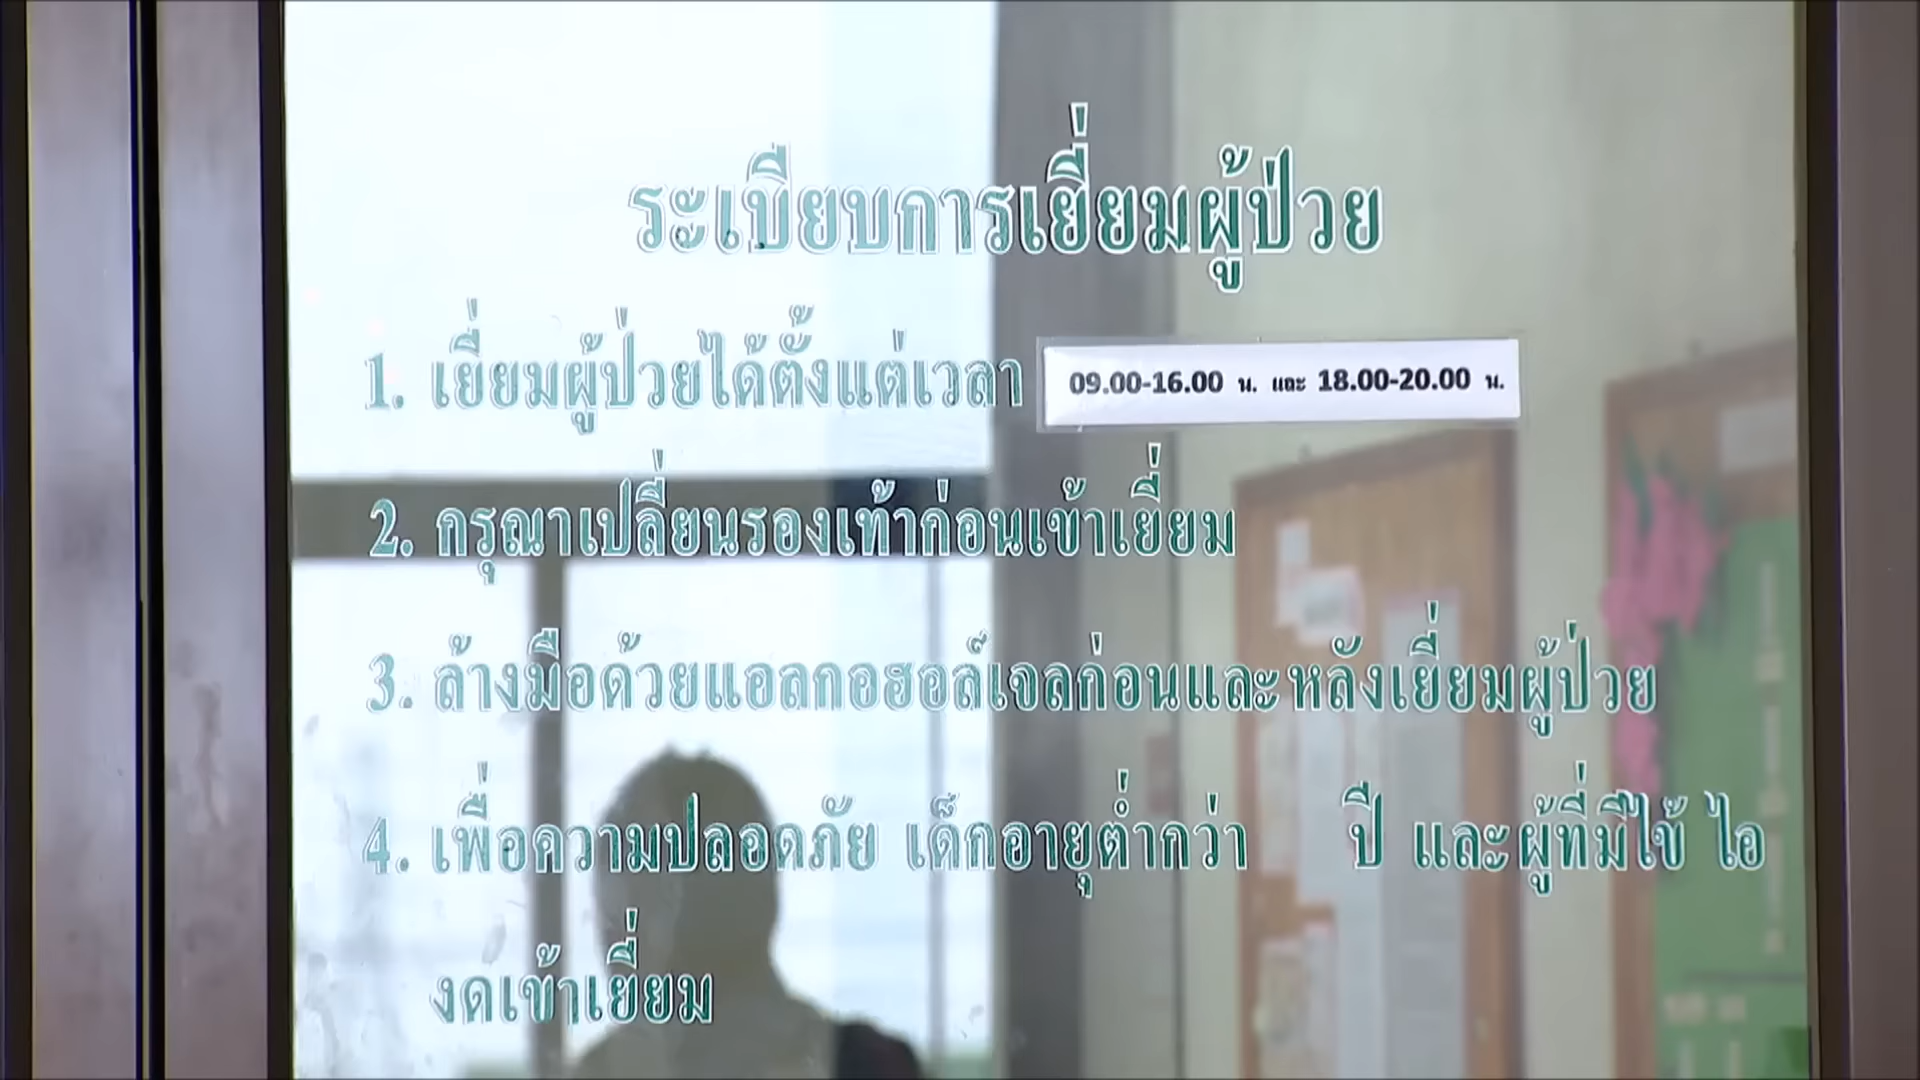 ระเบียบการเยี่ยมผู้ป่วย
1. เยี่ยมผู้ป่วยได้ตั้งแต่เวลา 09.00-16.00 น. และ 18.00-20.00 น.
2. กรุณาเปลี่ยนรองเท้าก่อนเข้าเยี่ยม
3. ล้างมือด้วยแอลกอฮอล์เจลก่อนและหลังเยี่ยมผู้ป่วย
4. เพื่อความปลอดภัย เด็กอายุต่ำกว่า ปี และผู้ที่มีไข้ ไอ
งดเข้าเยี่ยม